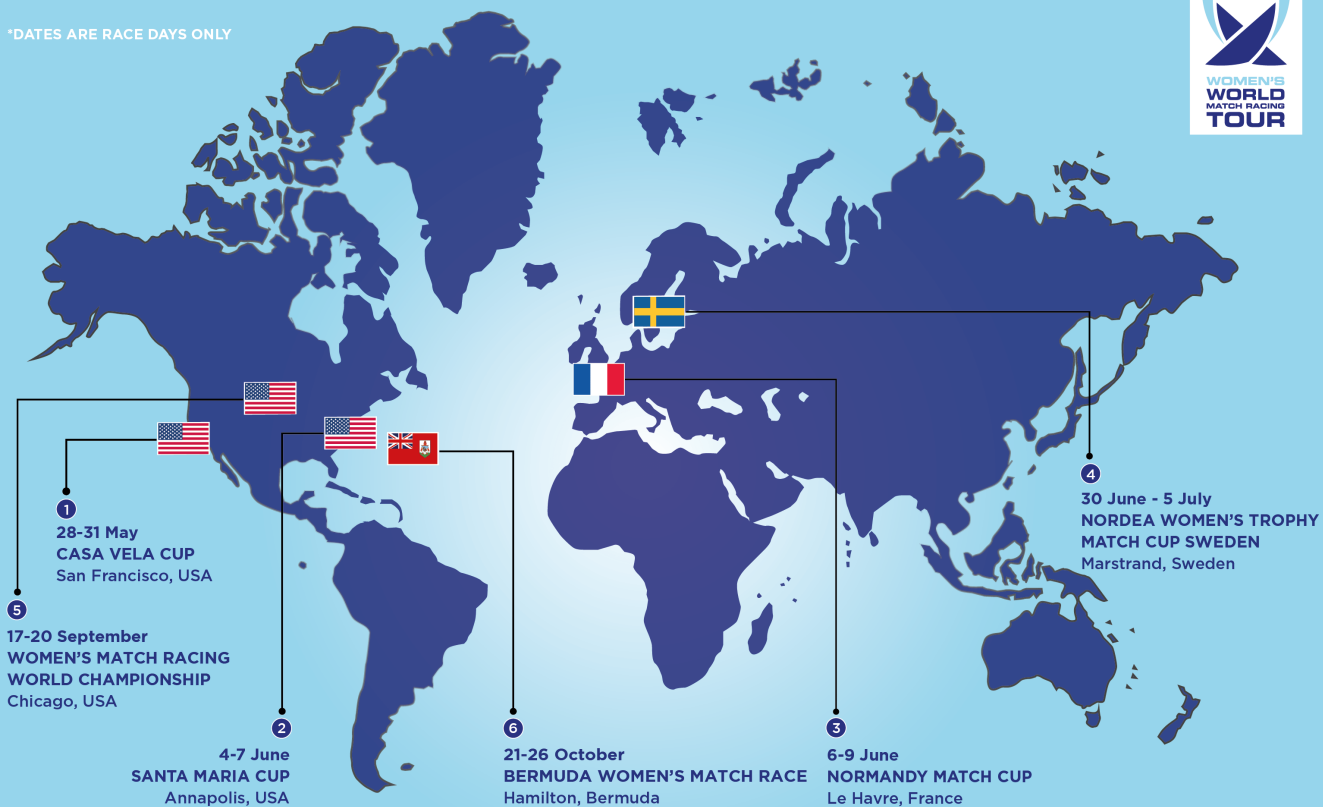 *DATES ARE RACE DAYS ONLY
WOMEN'S
WORLD
MATCH RACING
TOUR
1
28-31 May
CASA VELA CUP
San Francisco, USA
5
17-20 September
WOMEN'S MATCH RACING
WORLD CHAMPIONSHIP
Chicago, USA
2
4-7 June
SANTA MARIA CUP
Annapolis, USA
6
21-26 October
BERMUDA WOMEN'S MATCH RACE
Hamilton, Bermuda
3
6-9 June
NORMANDY MATCH CUP
Le Havre, France
4
30 June - 5 July
NORDEA WOMEN'S TROPHY
MATCH CUP SWEDEN
Marstrand, Sweden